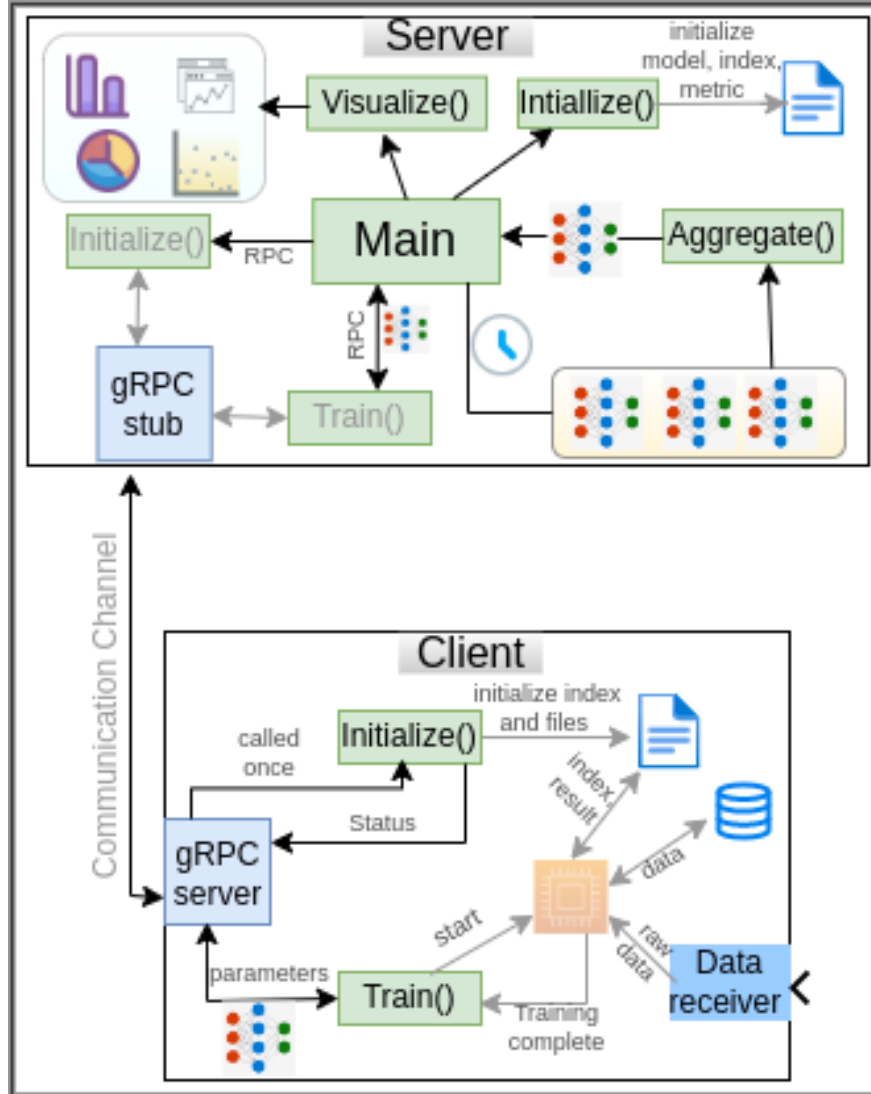 Server
initialize
model, index,
metric
Visualize()
Intiallize()
Initialize()
RPC
Main
Aggregate()
RPC
gRPC
stub
Train()
Communication Channel
Client
initialize index
and files
called
once
Initialize()
index,
result
Status
gRPC
server
data
start
raw
data
parameters
Train()
Data
receiver
Training
complete